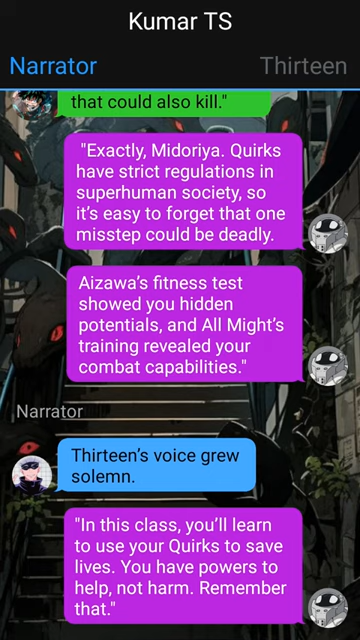 Kumar TS
Narrator
Thirteen
that could also kill."
"Exactly, Midoriya. Quirks
have strict regulations in
superhuman society, so
it's easy to forget that one
misstep could be deadly.
Aizawa's fitness test
showed you hidden
potentials, and All Might's
training revealed your
combat capabilities."
Narrator
Thirteen's voice grew
solemn.
"In this class, you'll learn
to use your Quirks to save
lives. You have powers to
help, not harm. Remember
that."